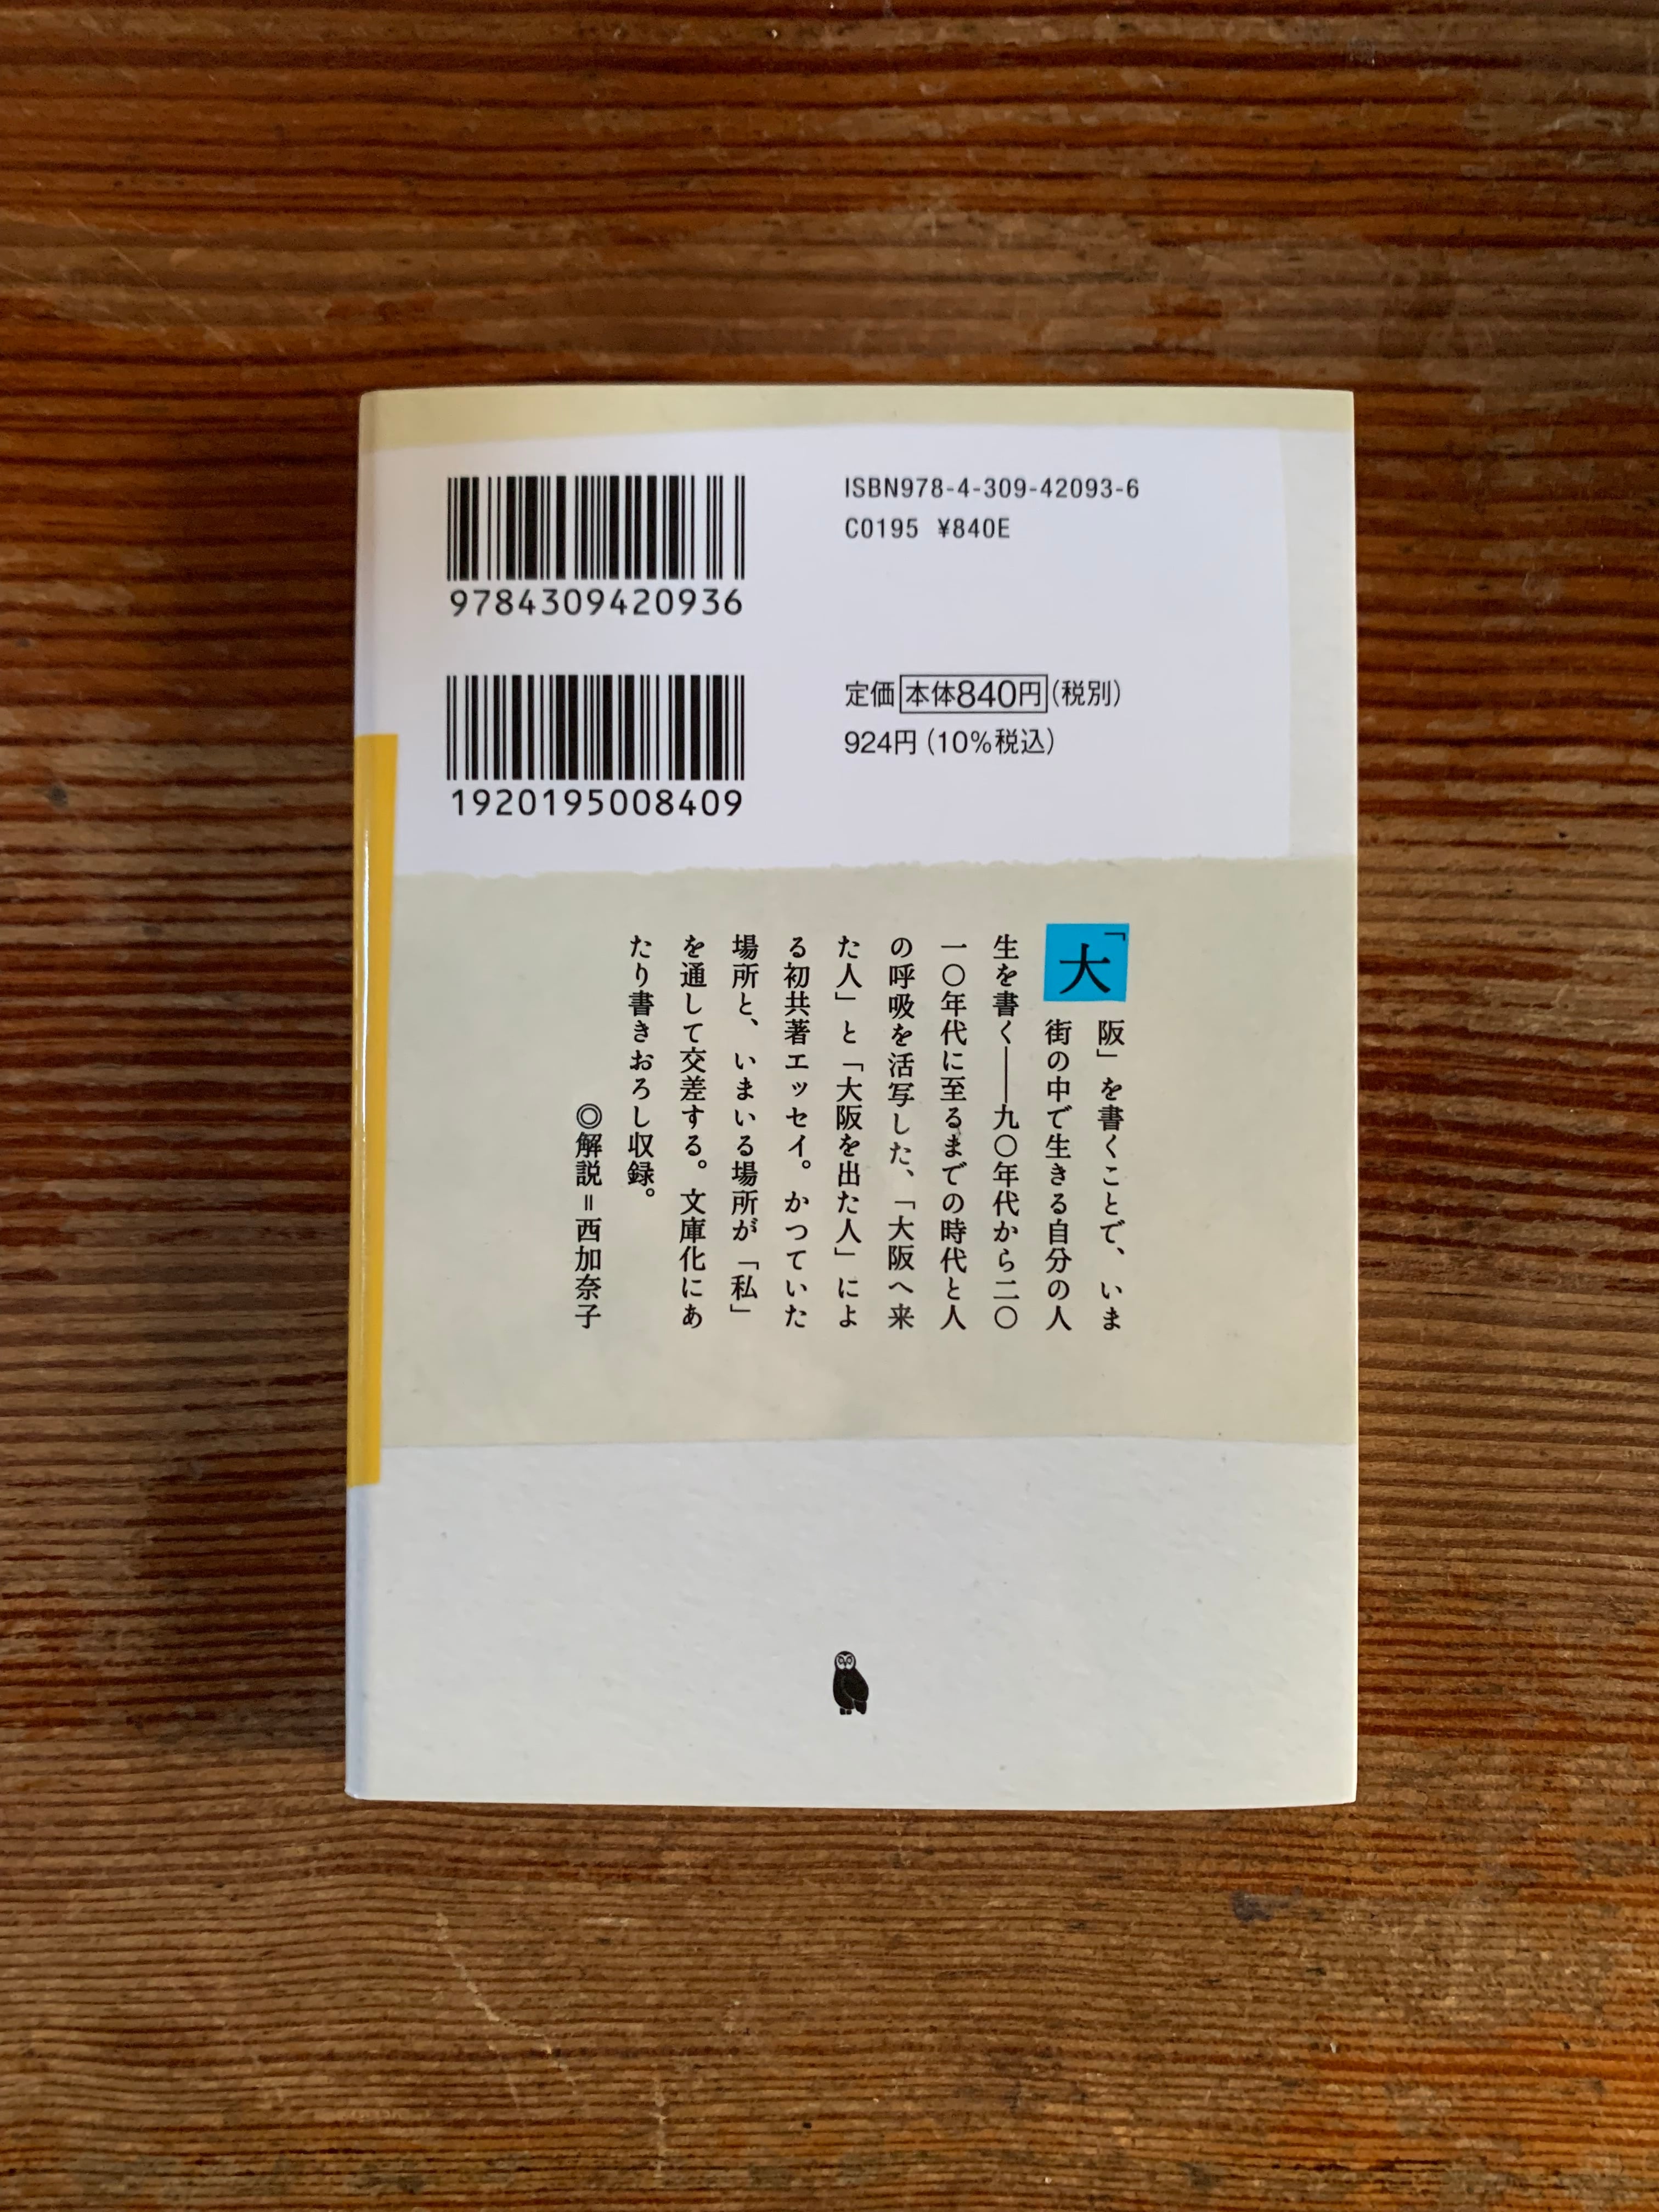 9784309420936
ISBN978-4-309-42093-6
C0195 ¥840E
1920195008409
定価 本体840円(税別)
924円(10%税込)
「大阪」を書くことで、いま
街の中で生きる自分の人
生を書く――九〇年代から二〇
一〇年代に至るまでの時代と人
の呼吸を活写した、「大阪へ来
た人」と「大阪を出た人」によ
る初共著エッセイ。かつていた
場所と、いまいる場所が「私」
を通して交差する。文庫化にあ
たり書きおろし収録。
◎解説=西加奈子